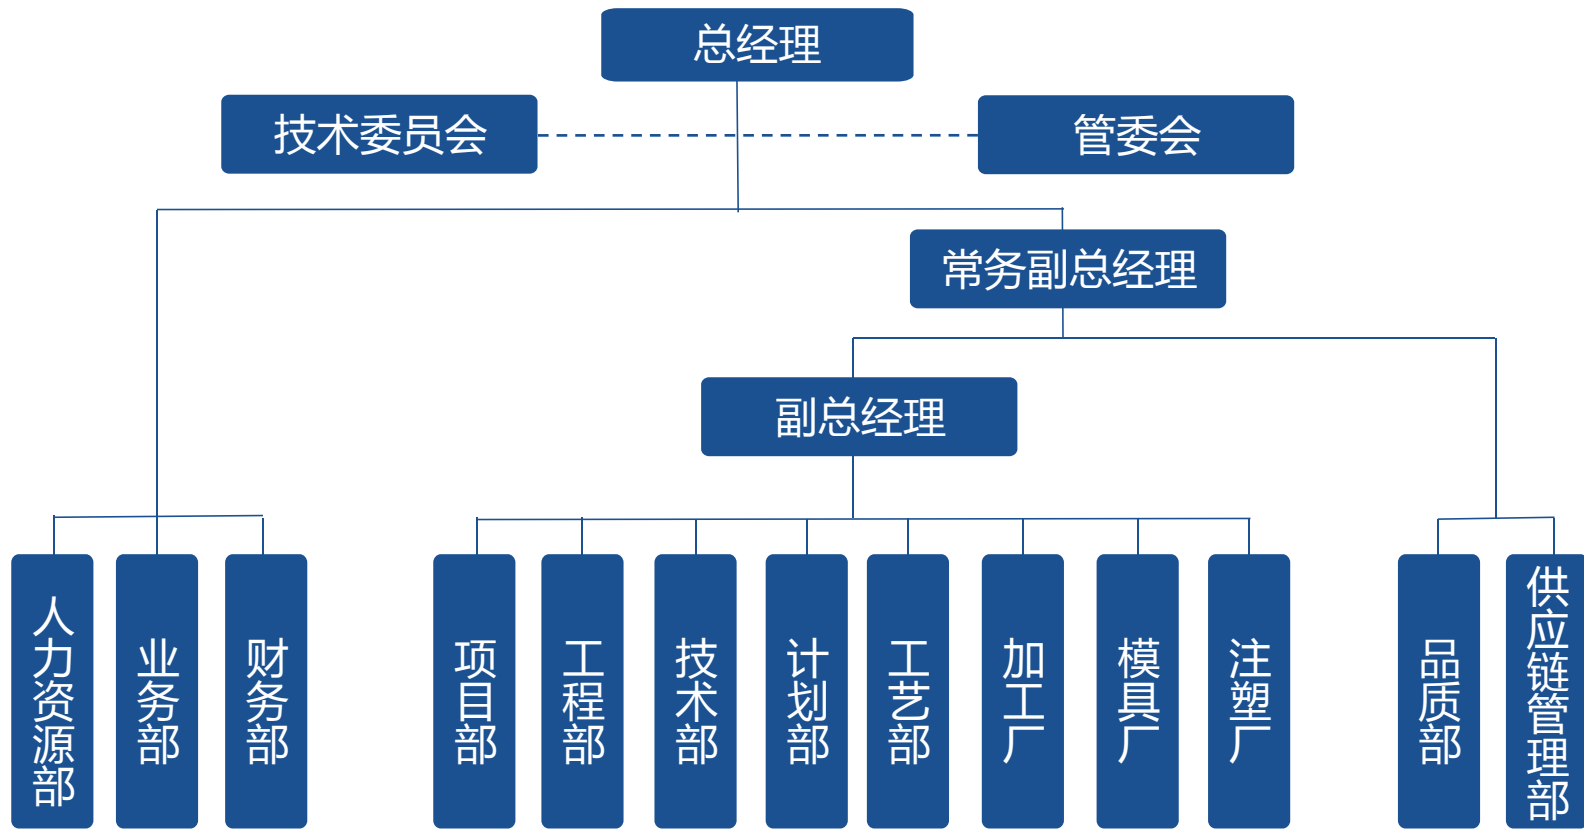 总经理
技术委员会
管委会
常务副总经理
副总经理
人力资源部
业务部
财务部
项目部
工程部
技术部
计划部
工艺部
加工厂
模具厂
注塑厂
品质部
供应链管理部